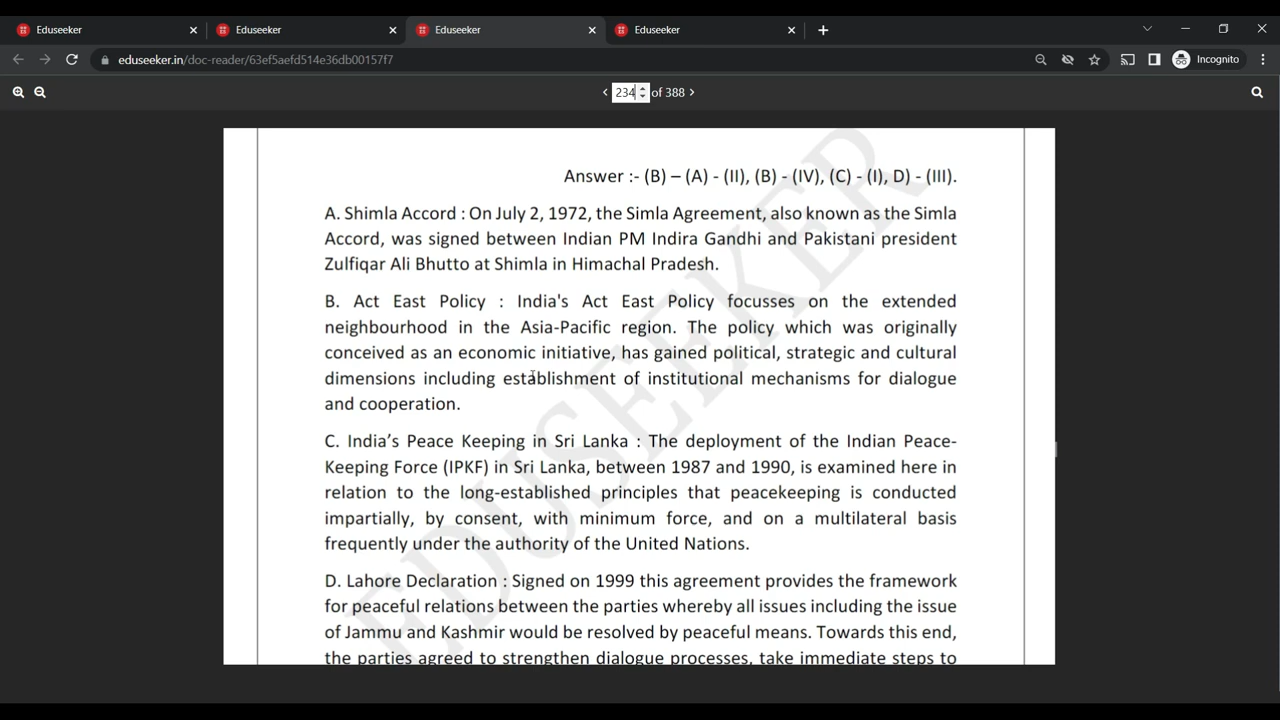 Eduseeker
Eduseeker
Eduseeker
Eduseeker
eduseeker.in/doc-reader/63ef5aefd514e36db00157f7
Incognito
234 of 388
Answer :- (B) – (A) - (II), (B) - (IV), (C) - (I), D) - (III).
A. Shimla Accord : On July 2, 1972, the Simla Agreement, also known as the Simla
Accord, was signed between Indian PM Indira Gandhi and Pakistani president
Zulfiqar Ali Bhutto at Shimla in Himachal Pradesh.
B. Act East Policy : India's Act East Policy focusses on the extended
neighbourhood in the Asia-Pacific region. The policy which was originally
conceived as an economic initiative, has gained political, strategic and cultural
dimensions including establishment of institutional mechanisms for dialogue
and cooperation.
C. India’s Peace Keeping in Sri Lanka : The deployment of the Indian Peace-
Keeping Force (IPKF) in Sri Lanka, between 1987 and 1990, is examined here in
relation to the long-established principles that peacekeeping is conducted
impartially, by consent, with minimum force, and on a multilateral basis
frequently under the authority of the United Nations.
D. Lahore Declaration : Signed on 1999 this agreement provides the framework
for peaceful relations between the parties whereby all issues including the issue
of Jammu and Kashmir would be resolved by peaceful means. Towards this end,
the parties agreed to strengthen dialogue processes, take immediate steps to
EDUSEEKER